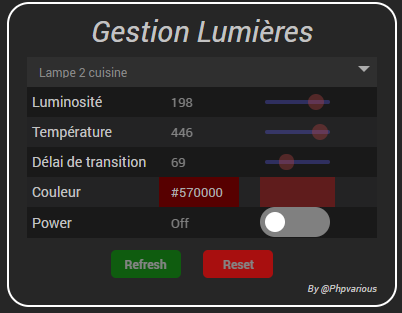 Gestion Lumières
Lampe 2 cuisine
Luminosité 198
Température 446
Délai de transition 69
Couleur #570000
Power Off
Refresh Reset
By @Phpvarious